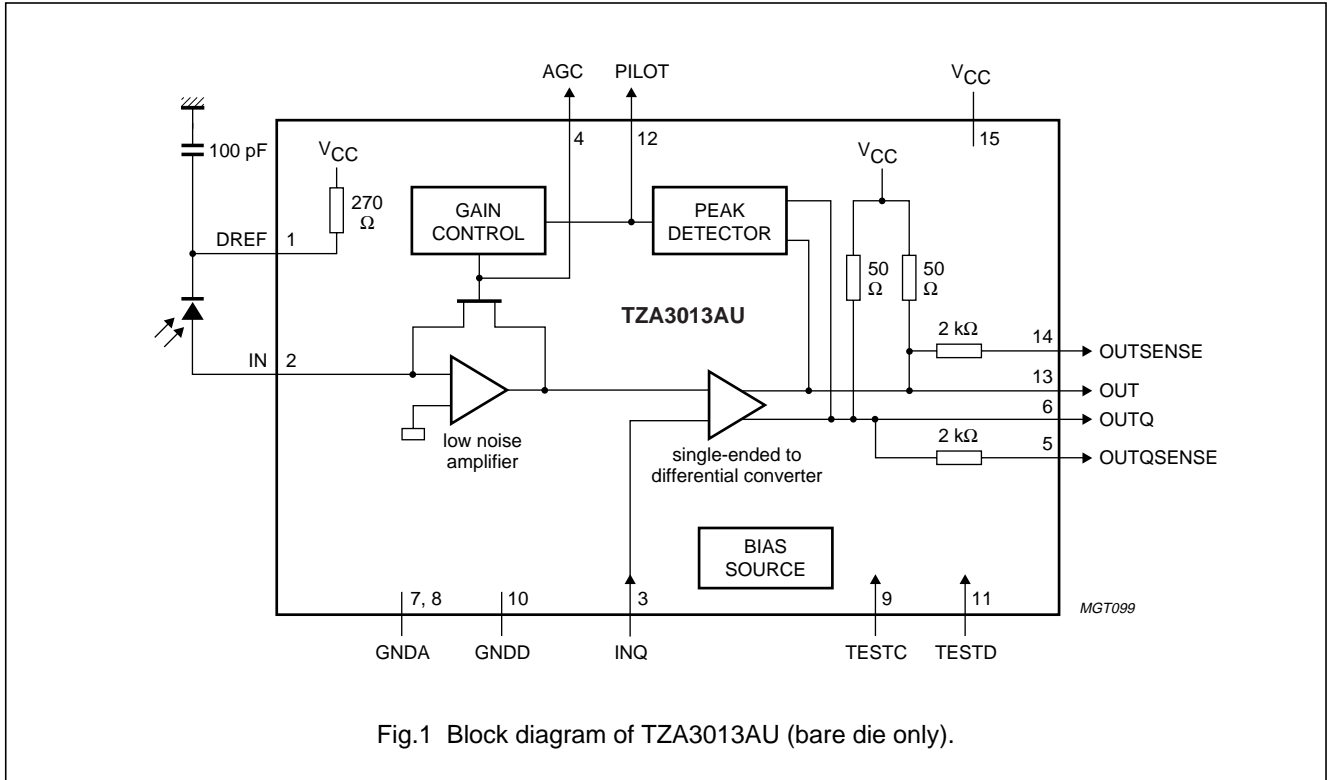 AGC PILOT VCC
4 12 15
100 pF
VCC
270
Ω
DREF 1
GAIN
CONTROL
PEAK
DETECTOR
VCC
50
Ω
50
Ω
TZA3013AU
2 kΩ
14 OUTSENSE
13 OUT
6 OUTQ
2 kΩ
5 OUTQSENSE
IN 2
low noise
amplifier
single-ended to
differential converter
BIAS
SOURCE
7, 8 10 3 9 11
MGT099
GNDA GNDD INQ TESTC TESTD
Fig.1 Block diagram of TZA3013AU (bare die only).